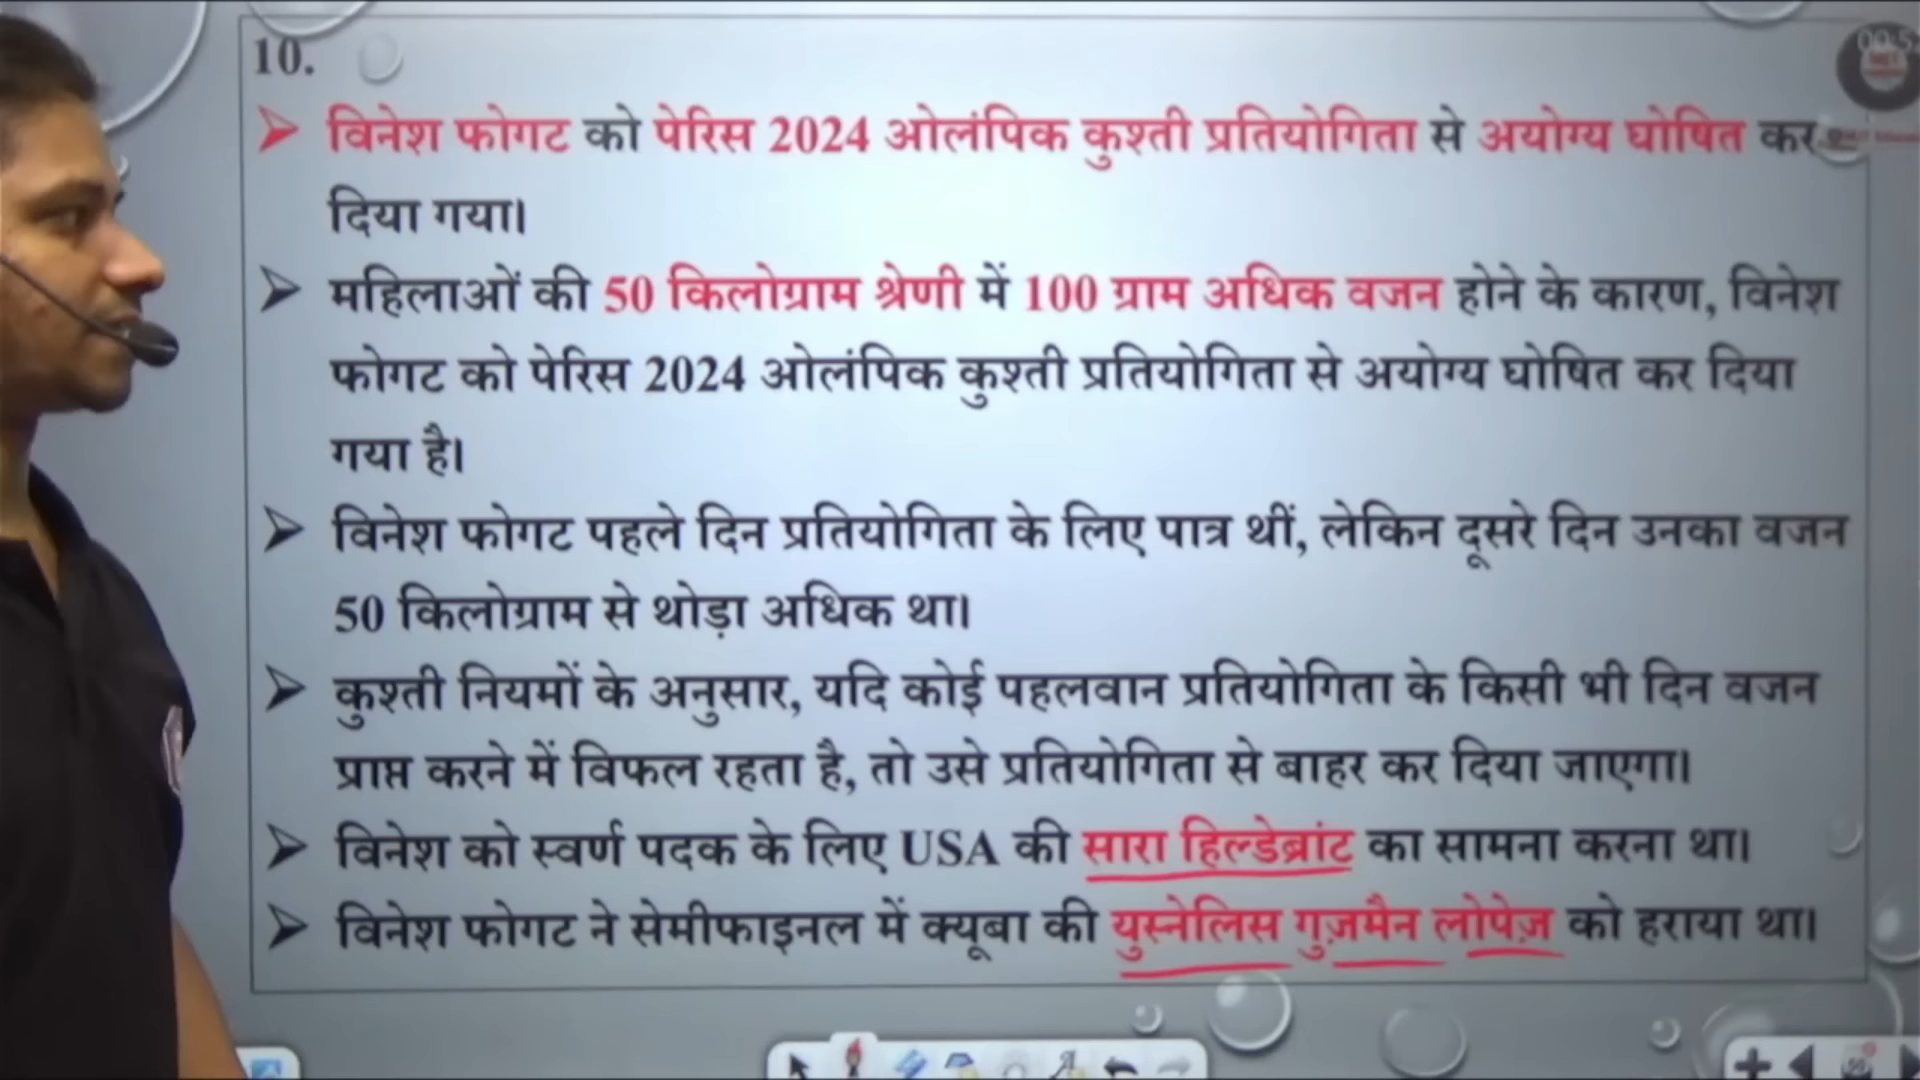 10.
➢ विनेश फोगट को पेरिस 2024 ओलंपिक कुश्ती प्रतियोगिता से अयोग्य घोषित कर
दिया गया।
➢ महिलाओं की 50 किलोग्राम श्रेणी में 100 ग्राम अधिक वजन होने के कारण, विनेश
फोगट को पेरिस 2024 ओलंपिक कुश्ती प्रतियोगिता से अयोग्य घोषित कर दिया
गया है।
➢ विनेश फोगट पहले दिन प्रतियोगिता के लिए पात्र थीं, लेकिन दूसरे दिन उनका वजन
50 किलोग्राम से थोड़ा अधिक था।
➢ कुश्ती नियमों के अनुसार, यदि कोई पहलवान प्रतियोगिता के किसी भी दिन वजन
प्राप्त करने में विफल रहता है, तो उसे प्रतियोगिता से बाहर कर दिया जाएगा।
➢ विनेश को स्वर्ण पदक के लिए USA की सारा हिल्डेब्रांट का सामना करना था।
➢ विनेश फोगट ने सेमीफाइनल में क्यूबा की युस्नेलिस गुज़मैन लोपेज़ को हराया था।